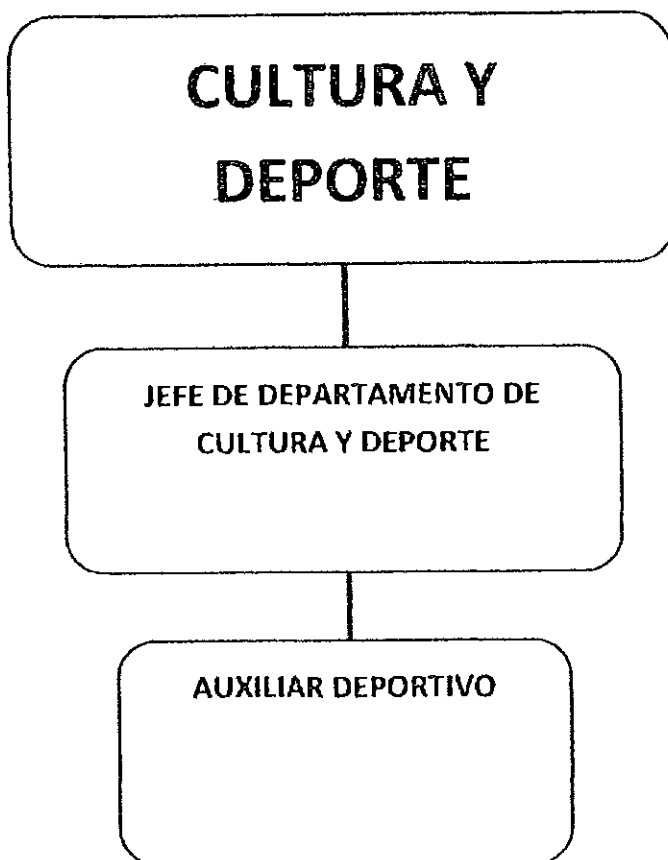 CULTURA Y
DEPORTE
JEFE DE DEPARTAMENTO DE
CULTURA Y DEPORTE
AUXILIAR DEPORTIVO